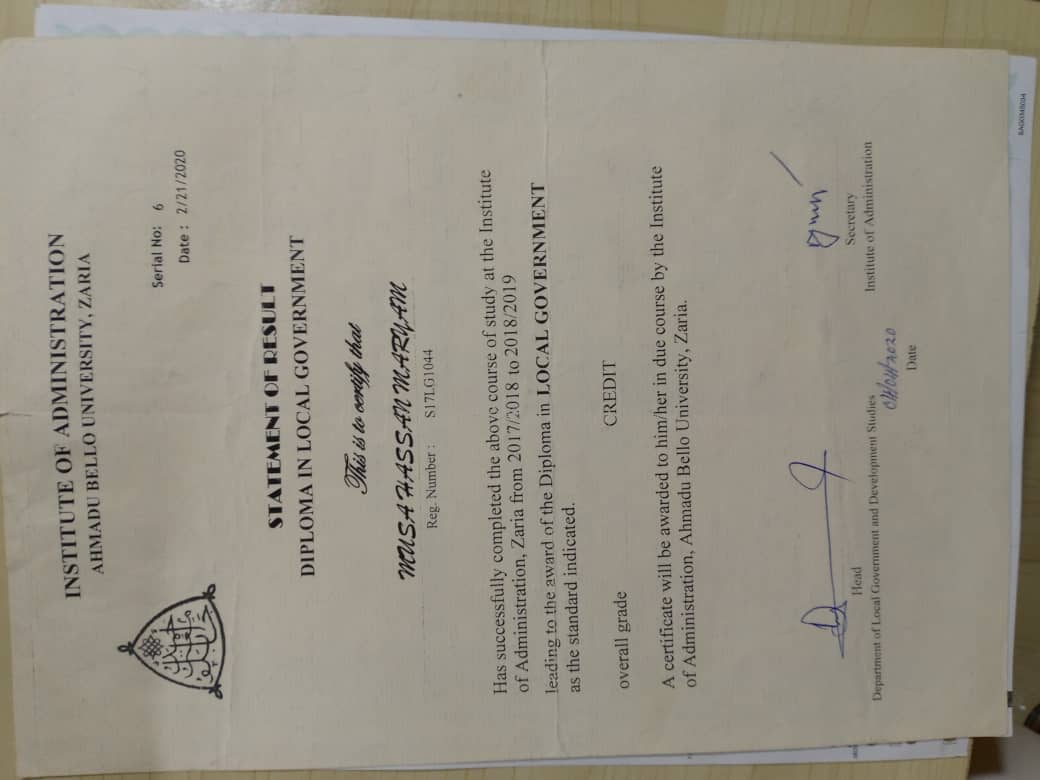 INSTITUTE OF ADMINISTRATION
AHMADU BELLO UNIVERSITY, ZARIA
Serial No: 6
Date : 2/21/2020
STATEMENT OF RESULT
DIPLOMA IN LOCAL GOVERNMENT
This is to certify that
MUSA HASSAN MARYAM
Reg. Number : S17LG1044
Has successfully completed the above course of study at the Institute
of Administration, Zaria from 2017/2018 to 2018/2019
leading to the award of the Diploma in LOCAL GOVERNMENT
as the standard indicated.
overall grade CREDIT
A certificate will be awarded to him/her in due course by the Institute
of Administration, Ahmadu Bello University, Zaria.
Head
Department of Local Government and Development Studies
Date
Secretary
Institute of Administration